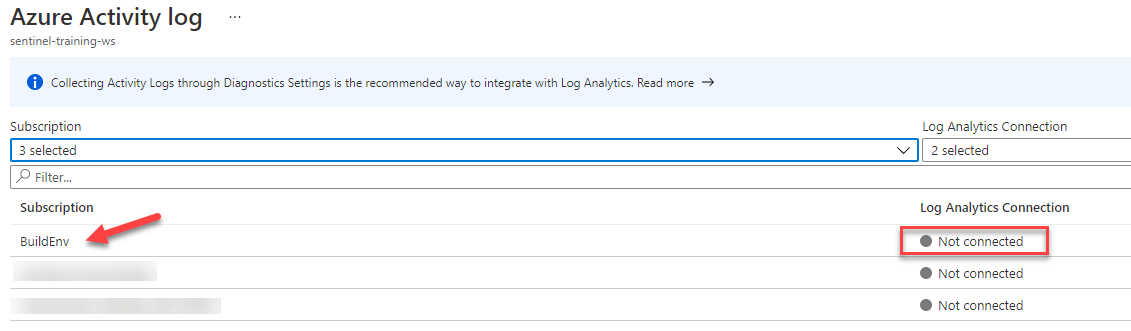 Azure Activity log ...
sentinel-training-ws
Collecting Activity Logs through Diagnostics Settings is the recommended way to integrate with Log Analytics. Read more →
Subscription Log Analytics Connection
3 selected 2 selected
Filter...
Subscription Log Analytics Connection
BuildEnv Not connected
Not connected
Not connected